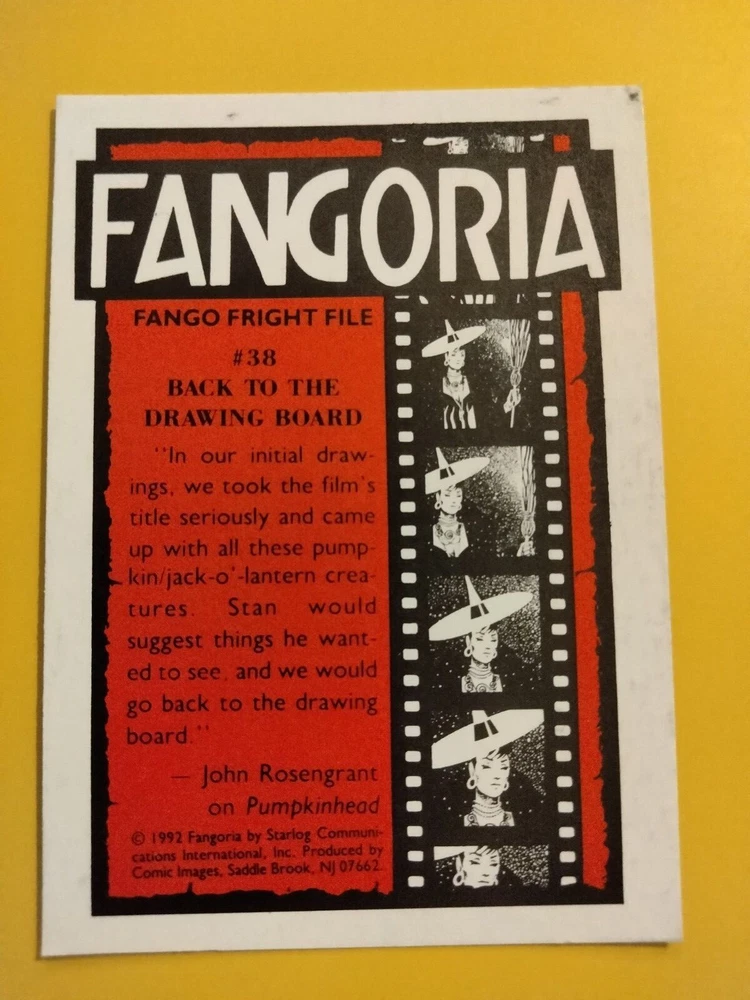 FANGORIA
FANGO FRIGHT FILE
#38
BACK TO THE
DRAWING BOARD
"In our initial draw-
ings, we took the film's
title seriously and came
up with all these pump-
kin/jack-o'-lantern crea-
tures. Stan would
suggest things he want-
ed to see, and we would
go back to the drawing
board."
— John Rosengrant
on Pumpkinhead
© 1992 Fangoria by Starlog Communi-
cations International, Inc. Produced by
Comic Images, Saddle Brook, NJ 07662